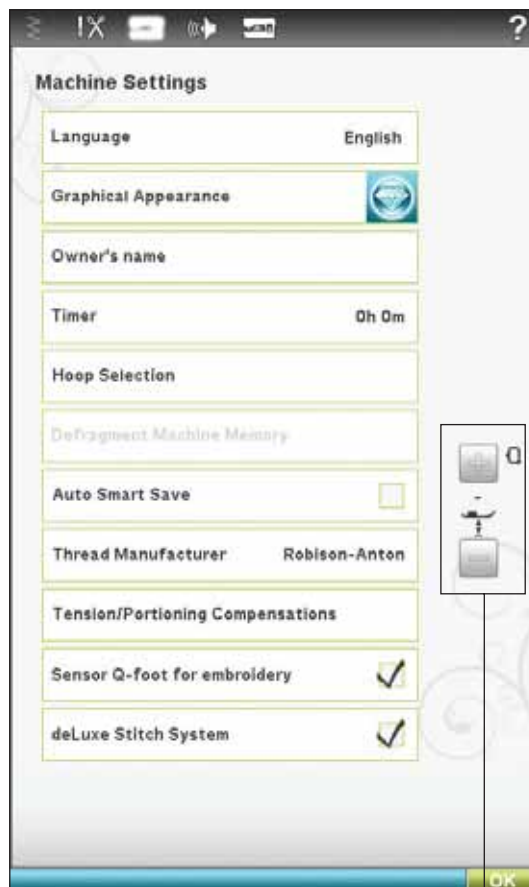 ?
Machine Settings
Language English
Graphical Appearance
Owner's name
Timer 0h 0m
Hoop Selection
Defragment Machine Memory
Auto Smart Save
Thread Manufacturer Robison-Anton
Tension/Portioning Compensations
Sensor Q-foot for embroidery
deLuxe Stitch System
OK